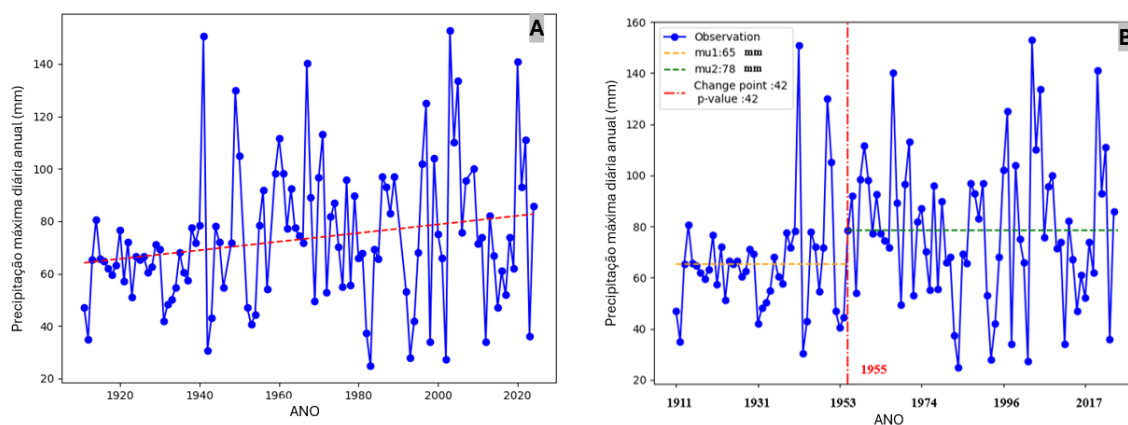 A
Precipitação máxima diária anual (mm)
140
120
100
80
60
40
20
1920
1940
1960
1980
2000
2020
ANO
B
Observation
mu1:65 mm
mu2:78 mm
Change point :42
p-value :42
Precipitação máxima diária anual (mm)
160
140
120
100
80
60
40
20
1955
1911
1931
1953
1974
1996
2017
ANO